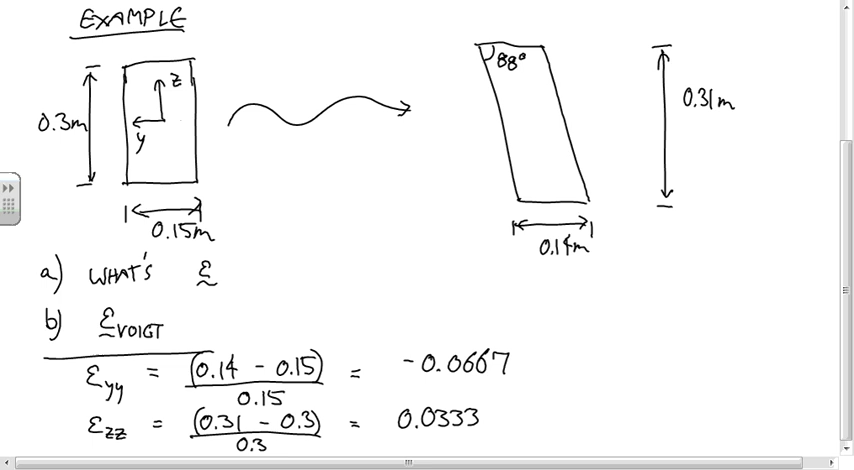 EXAMPLE
0.3m
z
y
0.15m
88°
0.31m
0.14m
a) WHAT'S ε
b) ε VOIGT
εyy = (0.14 - 0.15) / 0.15 = -0.0667
εzz = (0.31 - 0.3) / 0.3 = 0.0333